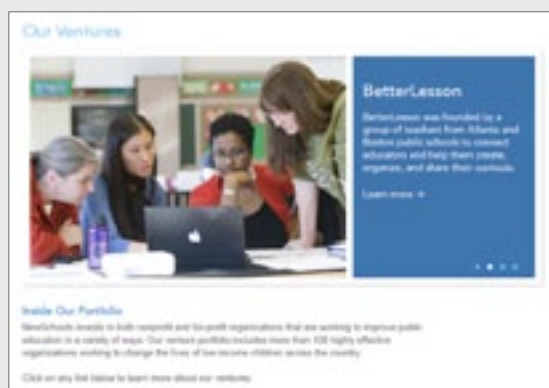 Our Ventures
BetterLesson
BetterLesson was founded by a
group of teachers from Atlanta and
Boston public schools to connect
educators and help them create,
organize, and share their curricula.
Learn more
Inside Our Portfolio
NewSchools invests in both nonprofit and for-profit organizations that are working to improve public
education in a variety of ways. Our venture portfolio includes more than 100 highly effective
organizations working to change the lives of low-income children across the country.
Click on any link below to learn more about our ventures.